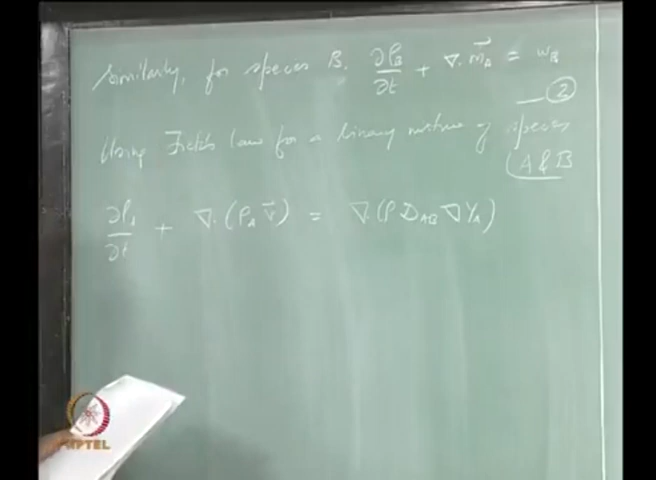 Similarly, for species B, ∂ρ_B/∂t + ∇·m⃗_A = w_B
— ②
Using Fick's law for a binary mixture of species
A & B
∂ρ_A/∂t + ∇·(ρ_A v⃗) = ∇·(ρ D_AB ∇Y_A)
NPTEL